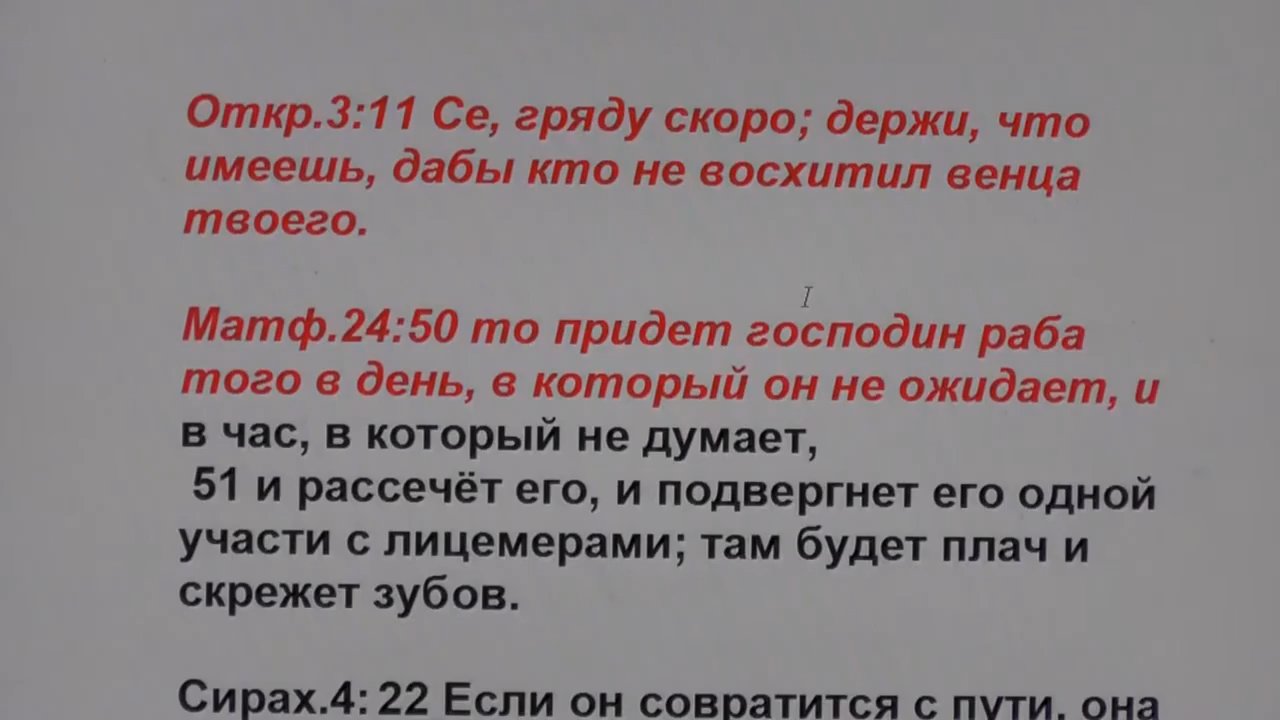 Откр.3:11 Се, гряду скоро; держи, что
имеешь, дабы кто не восхитил венца
твоего.
Матф.24:50 то придет господин раба
того в день, в который он не ожидает, и
в час, в который не думает,
51 и рассечёт его, и подвергнет его одной
участи с лицемерами; там будет плач и
скрежет зубов.
Сирах.4: 22 Если он совратится с пути, она